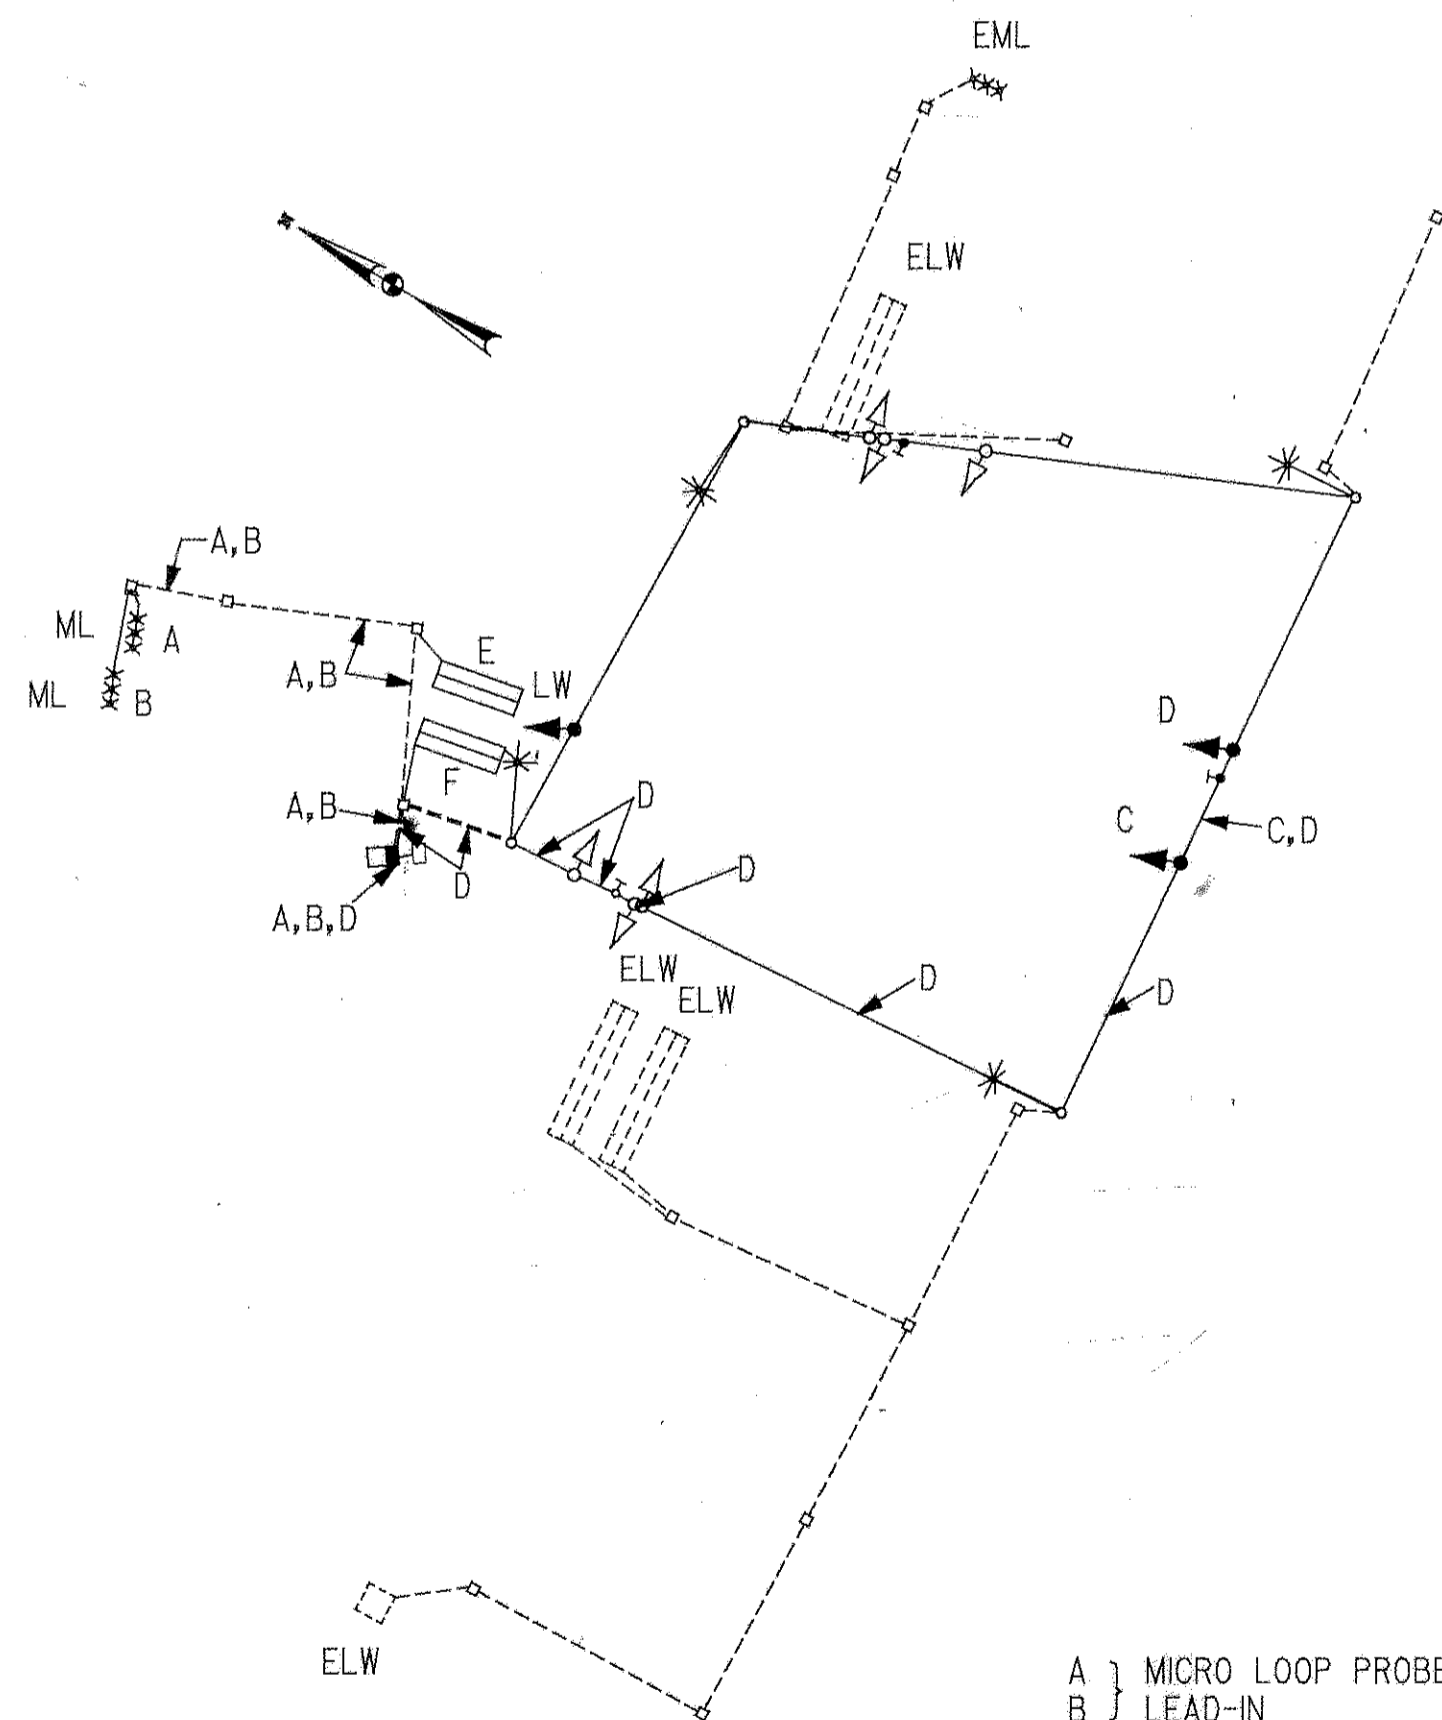 EML
N
ELW
A,B
ML
A
E
A,B
LW
ML
B
D
F
D
A,B
C
C,D
D
D
A,B,D
ELW
D
ELW
D
ELW
A } MICRO LOOP PROBE
B } LEAD-IN